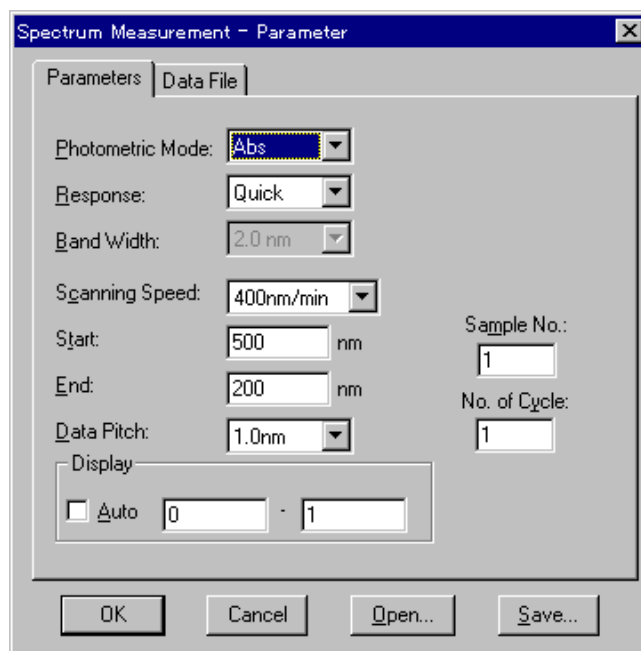 Spectrum Measurement - Parameter
Parameters Data File
Photometric Mode: Abs
Response: Quick
Band Width: 2.0 nm
Scanning Speed: 400nm/min
Start: 500 nm
Sample No.:
1
End: 200 nm
No. of Cycle:
1
Data Pitch: 1.0nm
Display
Auto 0 - 1
OK Cancel Open... Save...